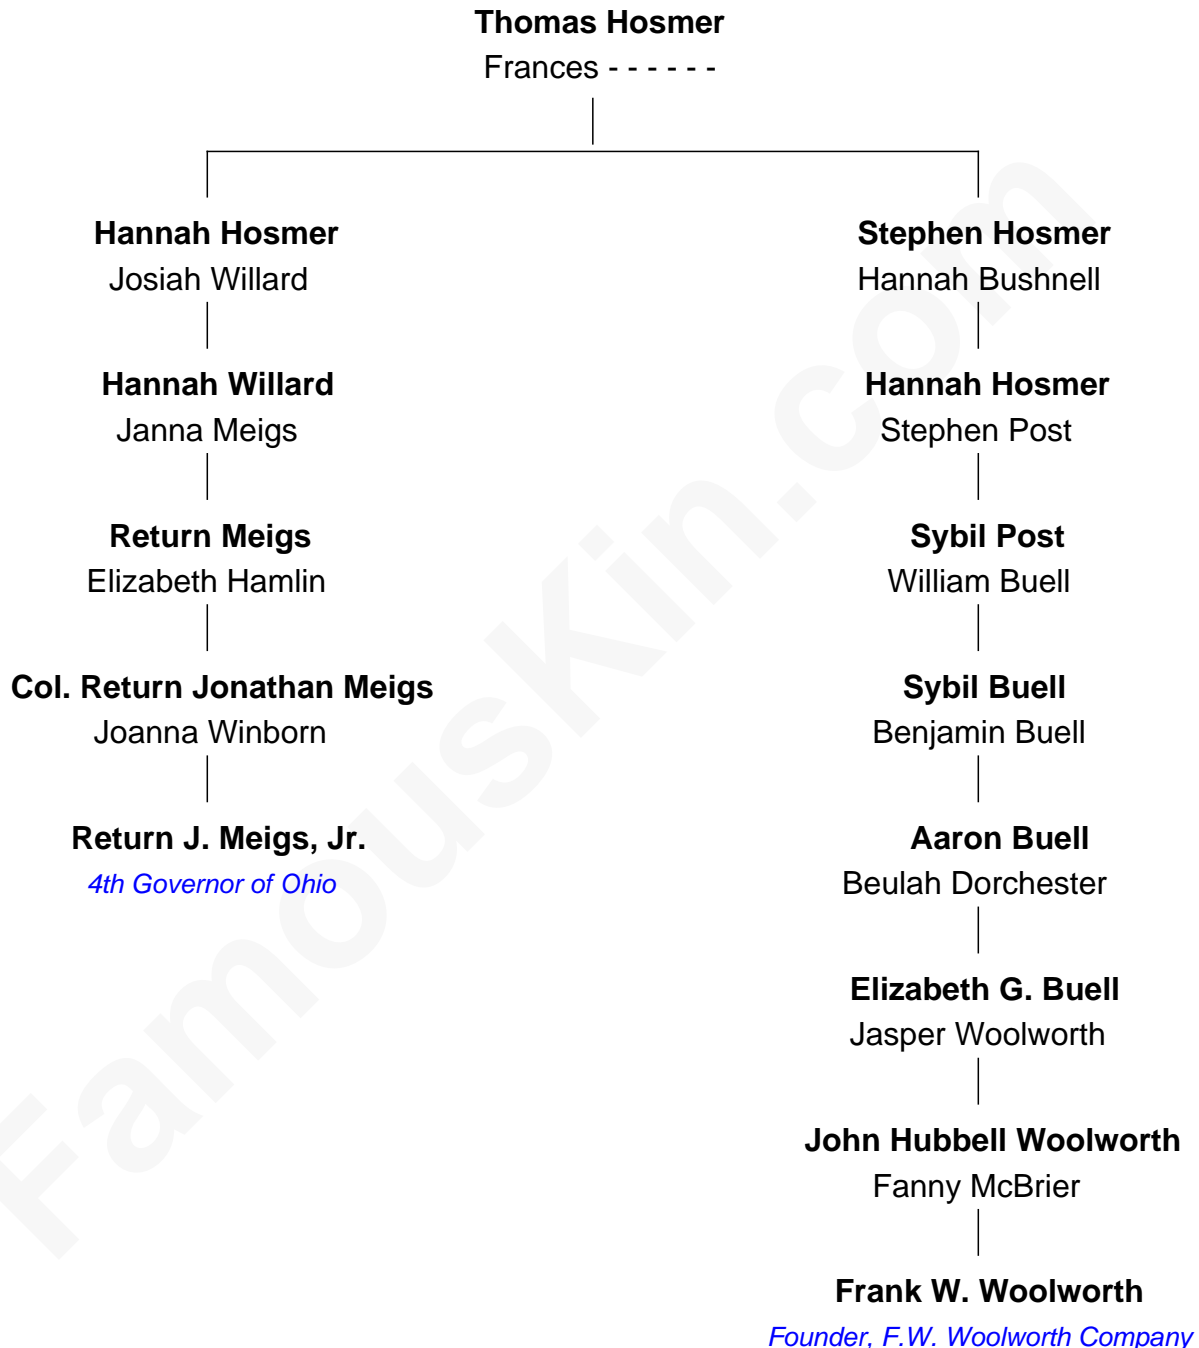 Thomas Hosmer
Frances - - - - - -
Hannah Hosmer
Josiah Willard
Hannah Willard
Janna Meigs
Return Meigs
Elizabeth Hamlin
Col. Return Jonathan Meigs
Joanna Winborn
Return J. Meigs, Jr.
4th Governor of Ohio
Stephen Hosmer
Hannah Bushnell
Hannah Hosmer
Stephen Post
Sybil Post
William Buell
Sybil Buell
Benjamin Buell
Aaron Buell
Beulah Dorchester
Elizabeth G. Buell
Jasper Woolworth
John Hubbell Woolworth
Fanny McBrier
Frank W. Woolworth
Founder, F.W. Woolworth Company
FamousKin.com